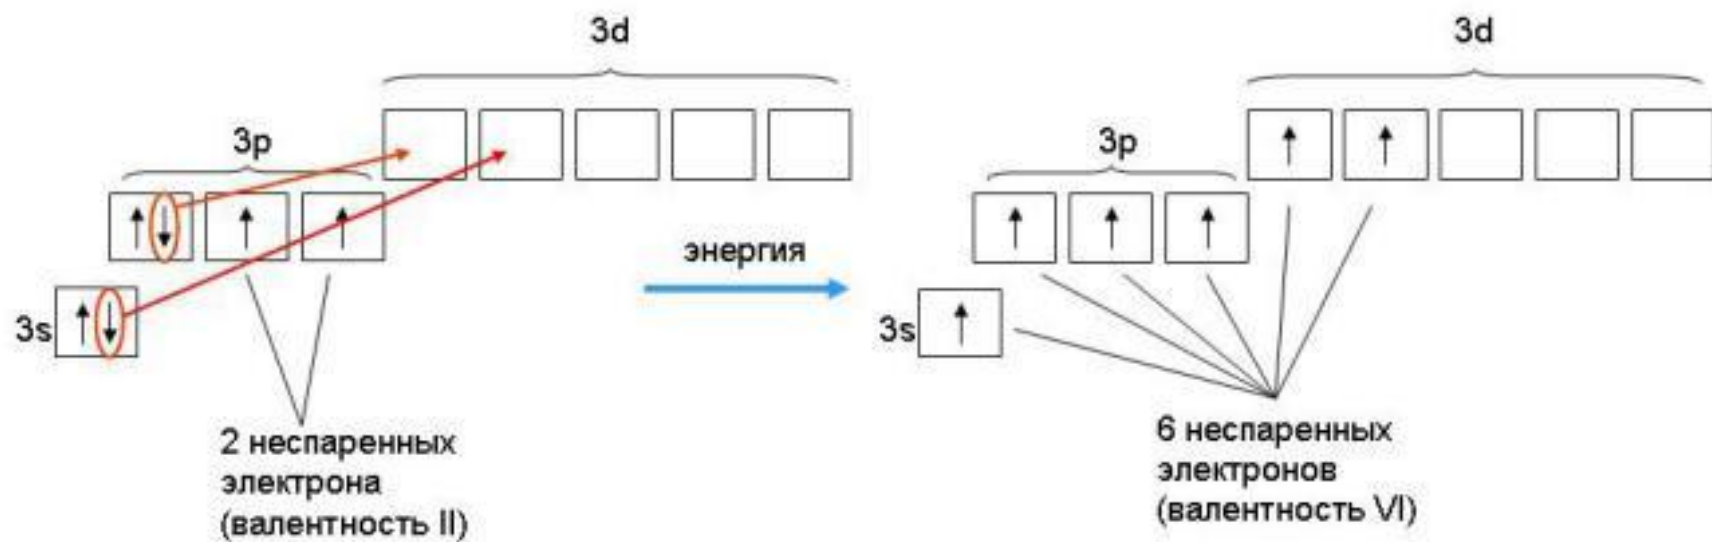 3d
3p
3s
2 неспаренных
электрона
(валентность II)
энергия
3d
3p
3s
6 неспаренных
электронов
(валентность VI)